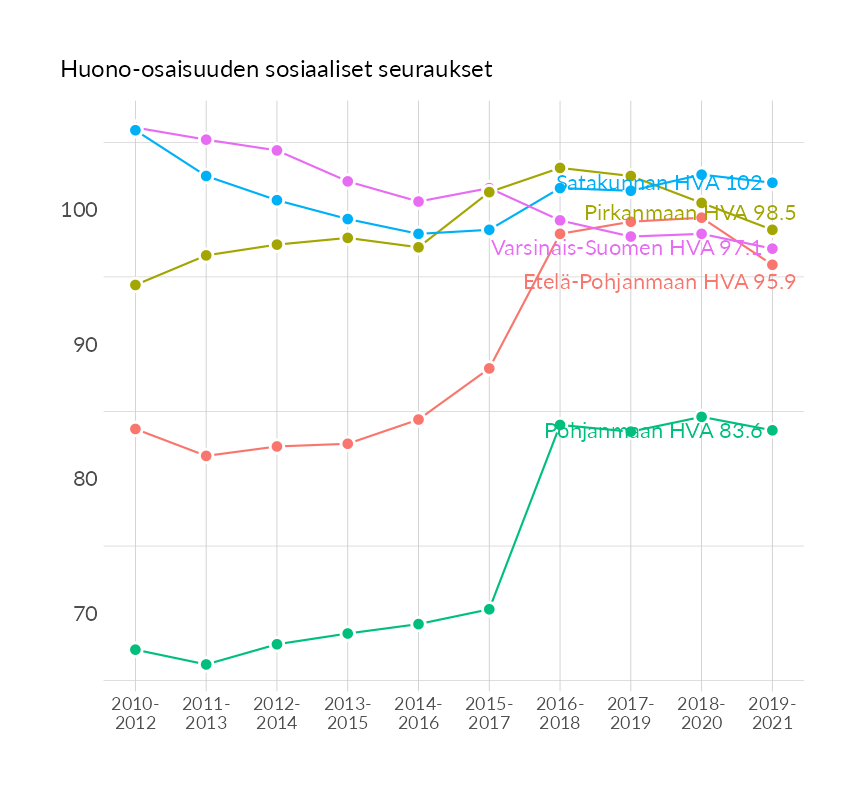 Huono-osaisuuden sosiaaliset seuraukset
100
90
80
70
Satakunnan HVA 102
Pirkanmaan HVA 98.5
Varsinais-Suomen HVA 97.1
Etelä-Pohjanmaan HVA 95.9
Pohjanmaan HVA 83.6
2010- 2011- 2012- 2013- 2014- 2015- 2016- 2017- 2018- 2019-
2012 2013 2014 2015 2016 2017 2018 2019 2020 2021